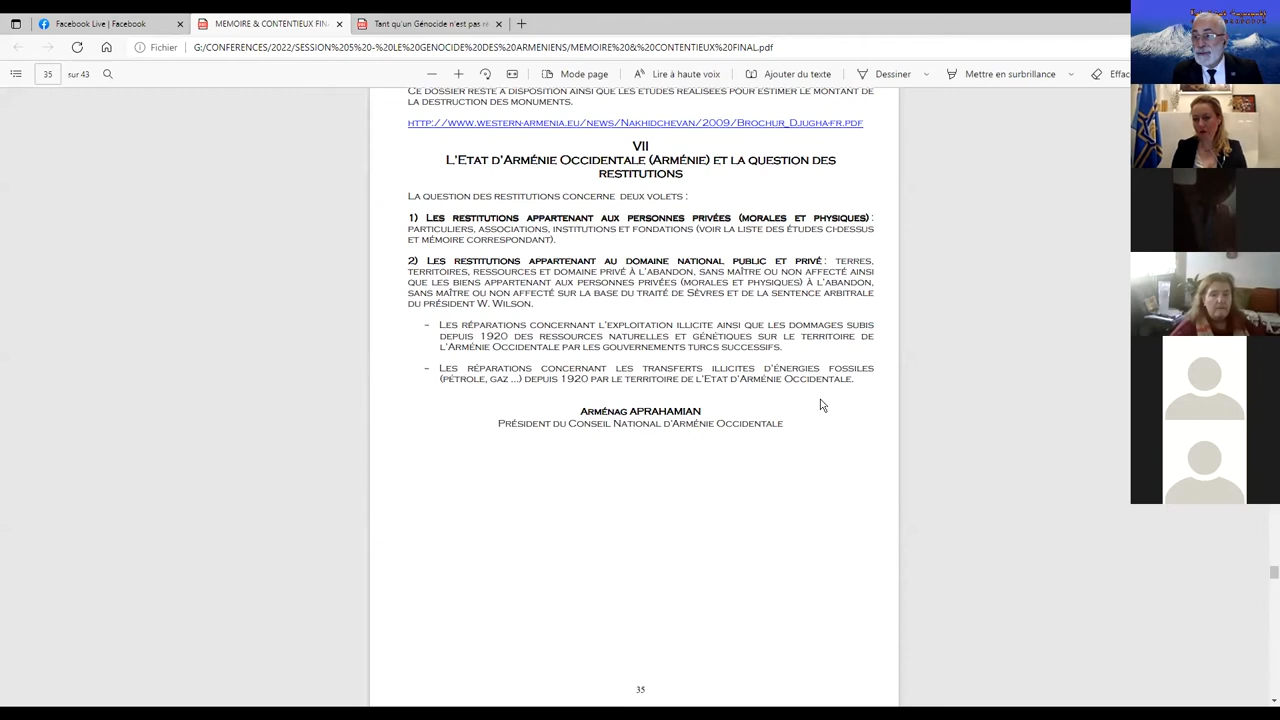 Facebook Live | Facebook
MEMOIRE & CONTENTIEUX FIN
Tant qu'un Génocide n'est pas r
Fichier
G:/CONFERENCES/2022/SESSION%205%20-%20LE%20GENOCIDE%20DES%20ARMENIENS/MEMOIRE%20&%20CONTENTIEUX%20FINAL.pdf
35 sur 43
Mode page
Lire à haute voix
Ajouter du texte
Dessiner
Mettre en surbrillance
Effac
CE DOSSIER RESTE A DISPOSITION AINSI QUE LES ETUDES REALISEES POUR ESTIMER LE MONTANT DE
LA DESTRUCTION DES MONUMENTS.
HTTP://WWW.WESTERN-ARMENIA.EU/NEWS/NAKHIDCHEVAN/2009/BROCHUR_DJUGHA-FR.PDF
VII
L'ETAT D'ARMÉNIE OCCIDENTALE (ARMÉNIE) ET LA QUESTION DES
RESTITUTIONS
LA QUESTION DES RESTITUTIONS CONCERNE DEUX VOLETS :
1) LES RESTITUTIONS APPARTENANT AUX PERSONNES PRIVÉES (MORALES ET PHYSIQUES) :
PARTICULIERS, ASSOCIATIONS, INSTITUTIONS ET FONDATIONS (VOIR LA LISTE DES ÉTUDES CI-DESSUS
ET MÉMOIRE CORRESPONDANT).
2) LES RESTITUTIONS APPARTENANT AU DOMAINE NATIONAL PUBLIC ET PRIVÉ : TERRES,
TERRITOIRES, RESSOURCES ET DOMAINE PRIVÉ À L'ABANDON, SANS MAÎTRE OU NON AFFECTÉ AINSI
QUE LES BIENS APPARTENANT AUX PERSONNES PRIVÉES (MORALES ET PHYSIQUES) À L'ABANDON,
SANS MAÎTRE OU NON AFFECTÉ SUR LA BASE DU TRAITÉ DE SÈVRES ET DE LA SENTENCE ARBITRALE
DU PRÉSIDENT W. WILSON.
- LES RÉPARATIONS CONCERNANT L'EXPLOITATION ILLICITE AINSI QUE LES DOMMAGES SUBIS
DEPUIS 1920 DES RESSOURCES NATURELLES ET GÉNÉTIQUES SUR LE TERRITOIRE DE
L'ARMÉNIE OCCIDENTALE PAR LES GOUVERNEMENTS TURCS SUCCESSIFS.
- LES RÉPARATIONS CONCERNANT LES TRANSFERTS ILLICITES D'ÉNERGIES FOSSILES
(PÉTROLE, GAZ ...) DEPUIS 1920 PAR LE TERRITOIRE DE L'ETAT D'ARMÉNIE OCCIDENTALE.
ARMÉNAG APRAHAMIAN
PRÉSIDENT DU CONSEIL NATIONAL D'ARMÉNIE OCCIDENTALE
35